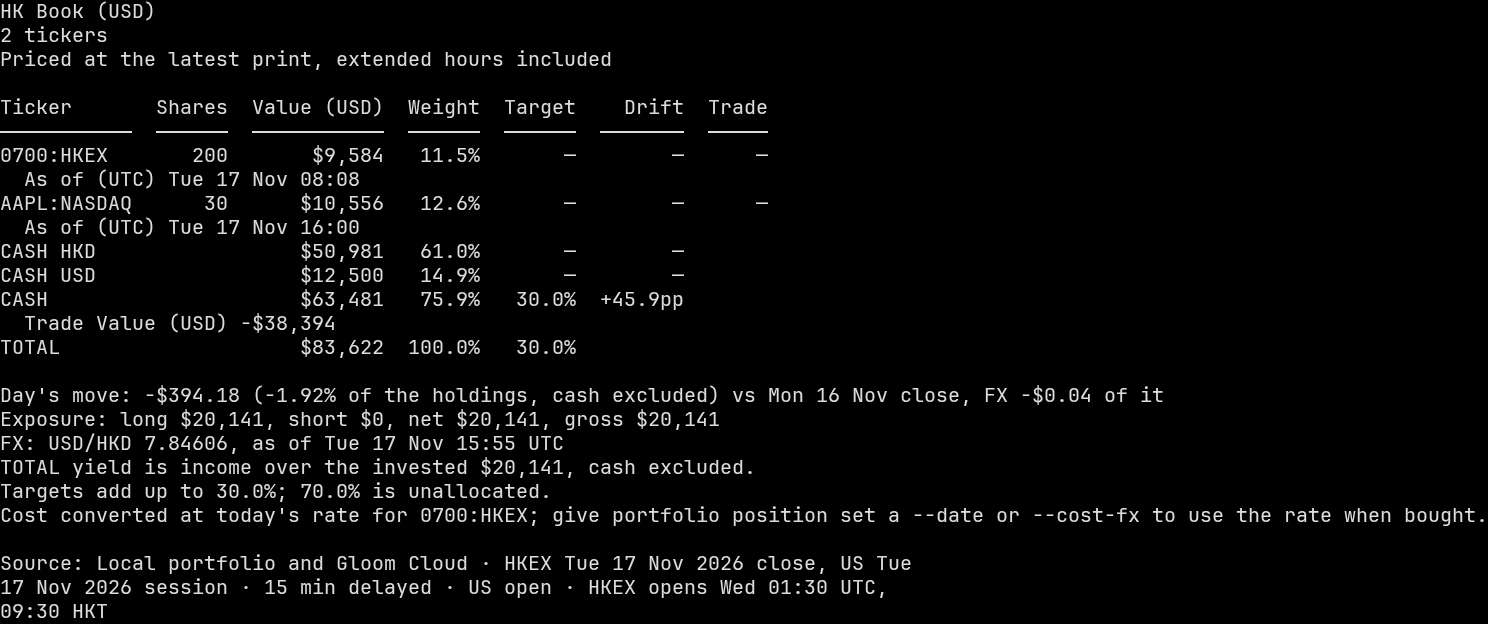 HK Book (USD)
2 tickers
Priced at the latest print, extended hours included
Ticker Shares Value (USD) Weight Target Drift Trade
0700:HKEX 200 $9,584 11.5% — — —
As of (UTC) Tue 17 Nov 08:08
AAPL:NASDAQ 30 $10,556 12.6% — — —
As of (UTC) Tue 17 Nov 16:00
CASH HKD $50,981 61.0% — —
CASH USD $12,500 14.9% — —
CASH $63,481 75.9% 30.0% +45.9pp
Trade Value (USD) -$38,394
TOTAL $83,622 100.0% 30.0%
Day's move: -$394.18 (-1.92% of the holdings, cash excluded) vs Mon 16 Nov close, FX -$0.04 of it
Exposure: long $20,141, short $0, net $20,141, gross $20,141
FX: USD/HKD 7.84606, as of Tue 17 Nov 15:55 UTC
TOTAL yield is income over the invested $20,141, cash excluded.
Targets add up to 30.0%; 70.0% is unallocated.
Cost converted at today's rate for 0700:HKEX; give portfolio position set a --date or --cost-fx to use the rate when bought.
Source: Local portfolio and Gloom Cloud · HKEX Tue 17 Nov 2026 close, US Tue
17 Nov 2026 session · 15 min delayed · US open · HKEX opens Wed 01:30 UTC,
09:30 HKT